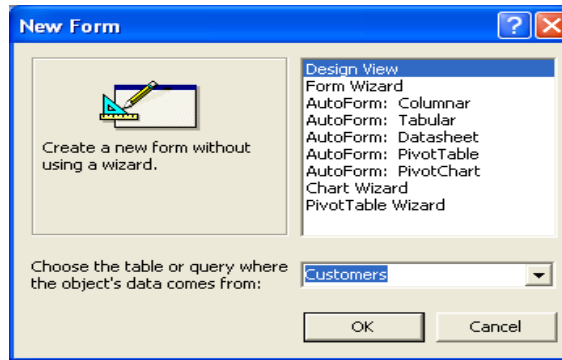 New Form
Create a new form without
using a wizard.
Design View
Form Wizard
AutoForm: Columnar
AutoForm: Tabular
AutoForm: Datasheet
AutoForm: PivotTable
AutoForm: PivotChart
Chart Wizard
PivotTable Wizard
Choose the table or query where
the object's data comes from:
Customers
OK
Cancel